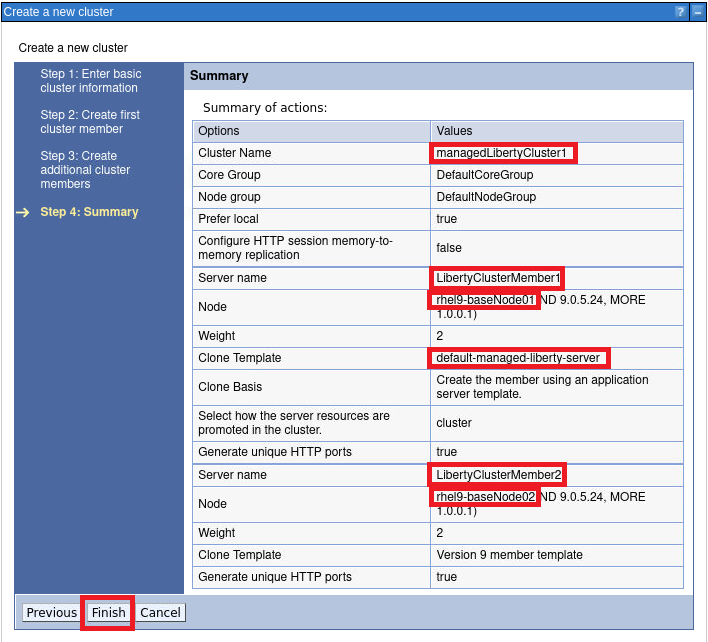 Create a new cluster
? –
Create a new cluster
Step 1: Enter basic
cluster information
Step 2: Create first
cluster member
Step 3: Create
additional cluster
members
Step 4: Summary
Summary
Summary of actions:
Options Values
Cluster Name managedLibertyCluster1
Core Group DefaultCoreGroup
Node group DefaultNodeGroup
Prefer local true
Configure HTTP session memory-to-
memory replication false
Server name LibertyClusterMember1
Node rhel9-baseNode01 ND 9.0.5.24, MORE
1.0.0.1)
Weight 2
Clone Template default-managed-liberty-server
Clone Basis Create the member using an application
server template.
Select how the server resources are
promoted in the cluster. cluster
Generate unique HTTP ports true
Server name LibertyClusterMember2
Node rhel9-baseNode02 ND 9.0.5.24, MORE
1.0.0.1)
Weight 2
Clone Template Version 9 member template
Generate unique HTTP ports true
Previous Finish Cancel